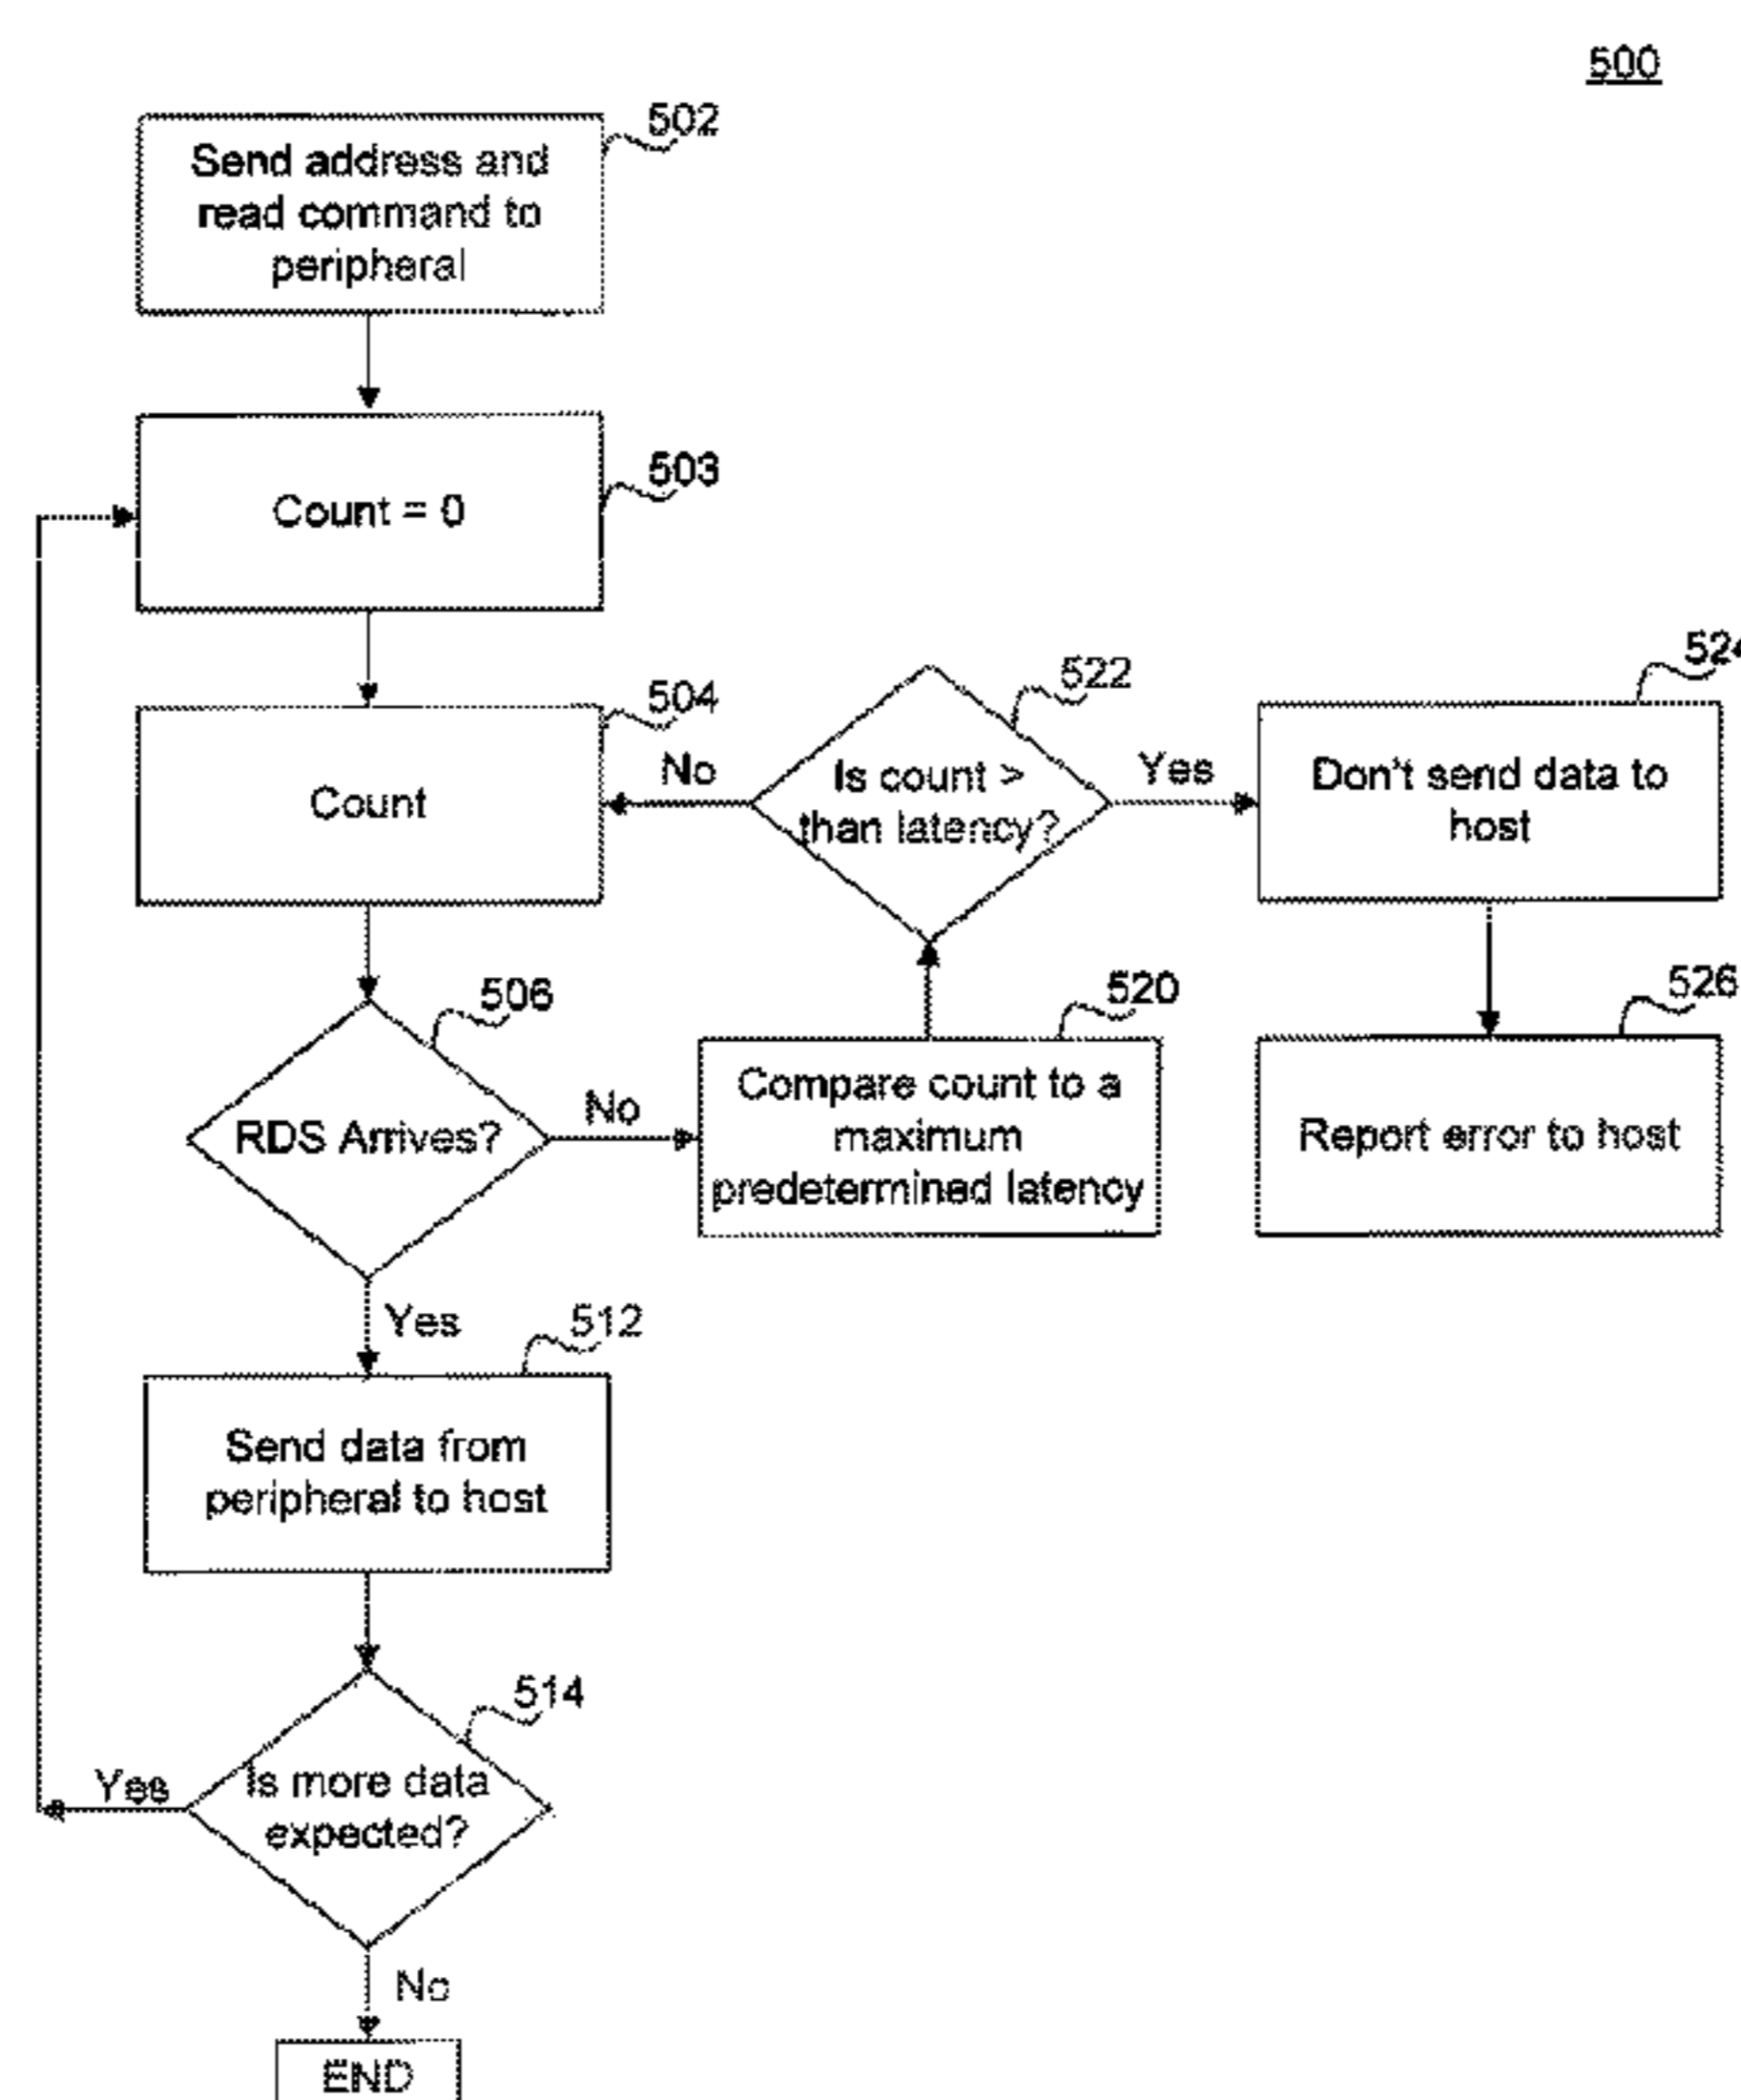 500
502
Send address and
read command to
peripheral
503
Count = 0
504
Count
No
522
Is count >
than latency?
Yes
524
Don't send data to
host
506
RDS Arrives?
No
520
Compare count to a
maximum
predetermined latency
526
Report error to host
Yes
512
Send data from
peripheral to host
514
Is more data
expected?
Yes
No
END